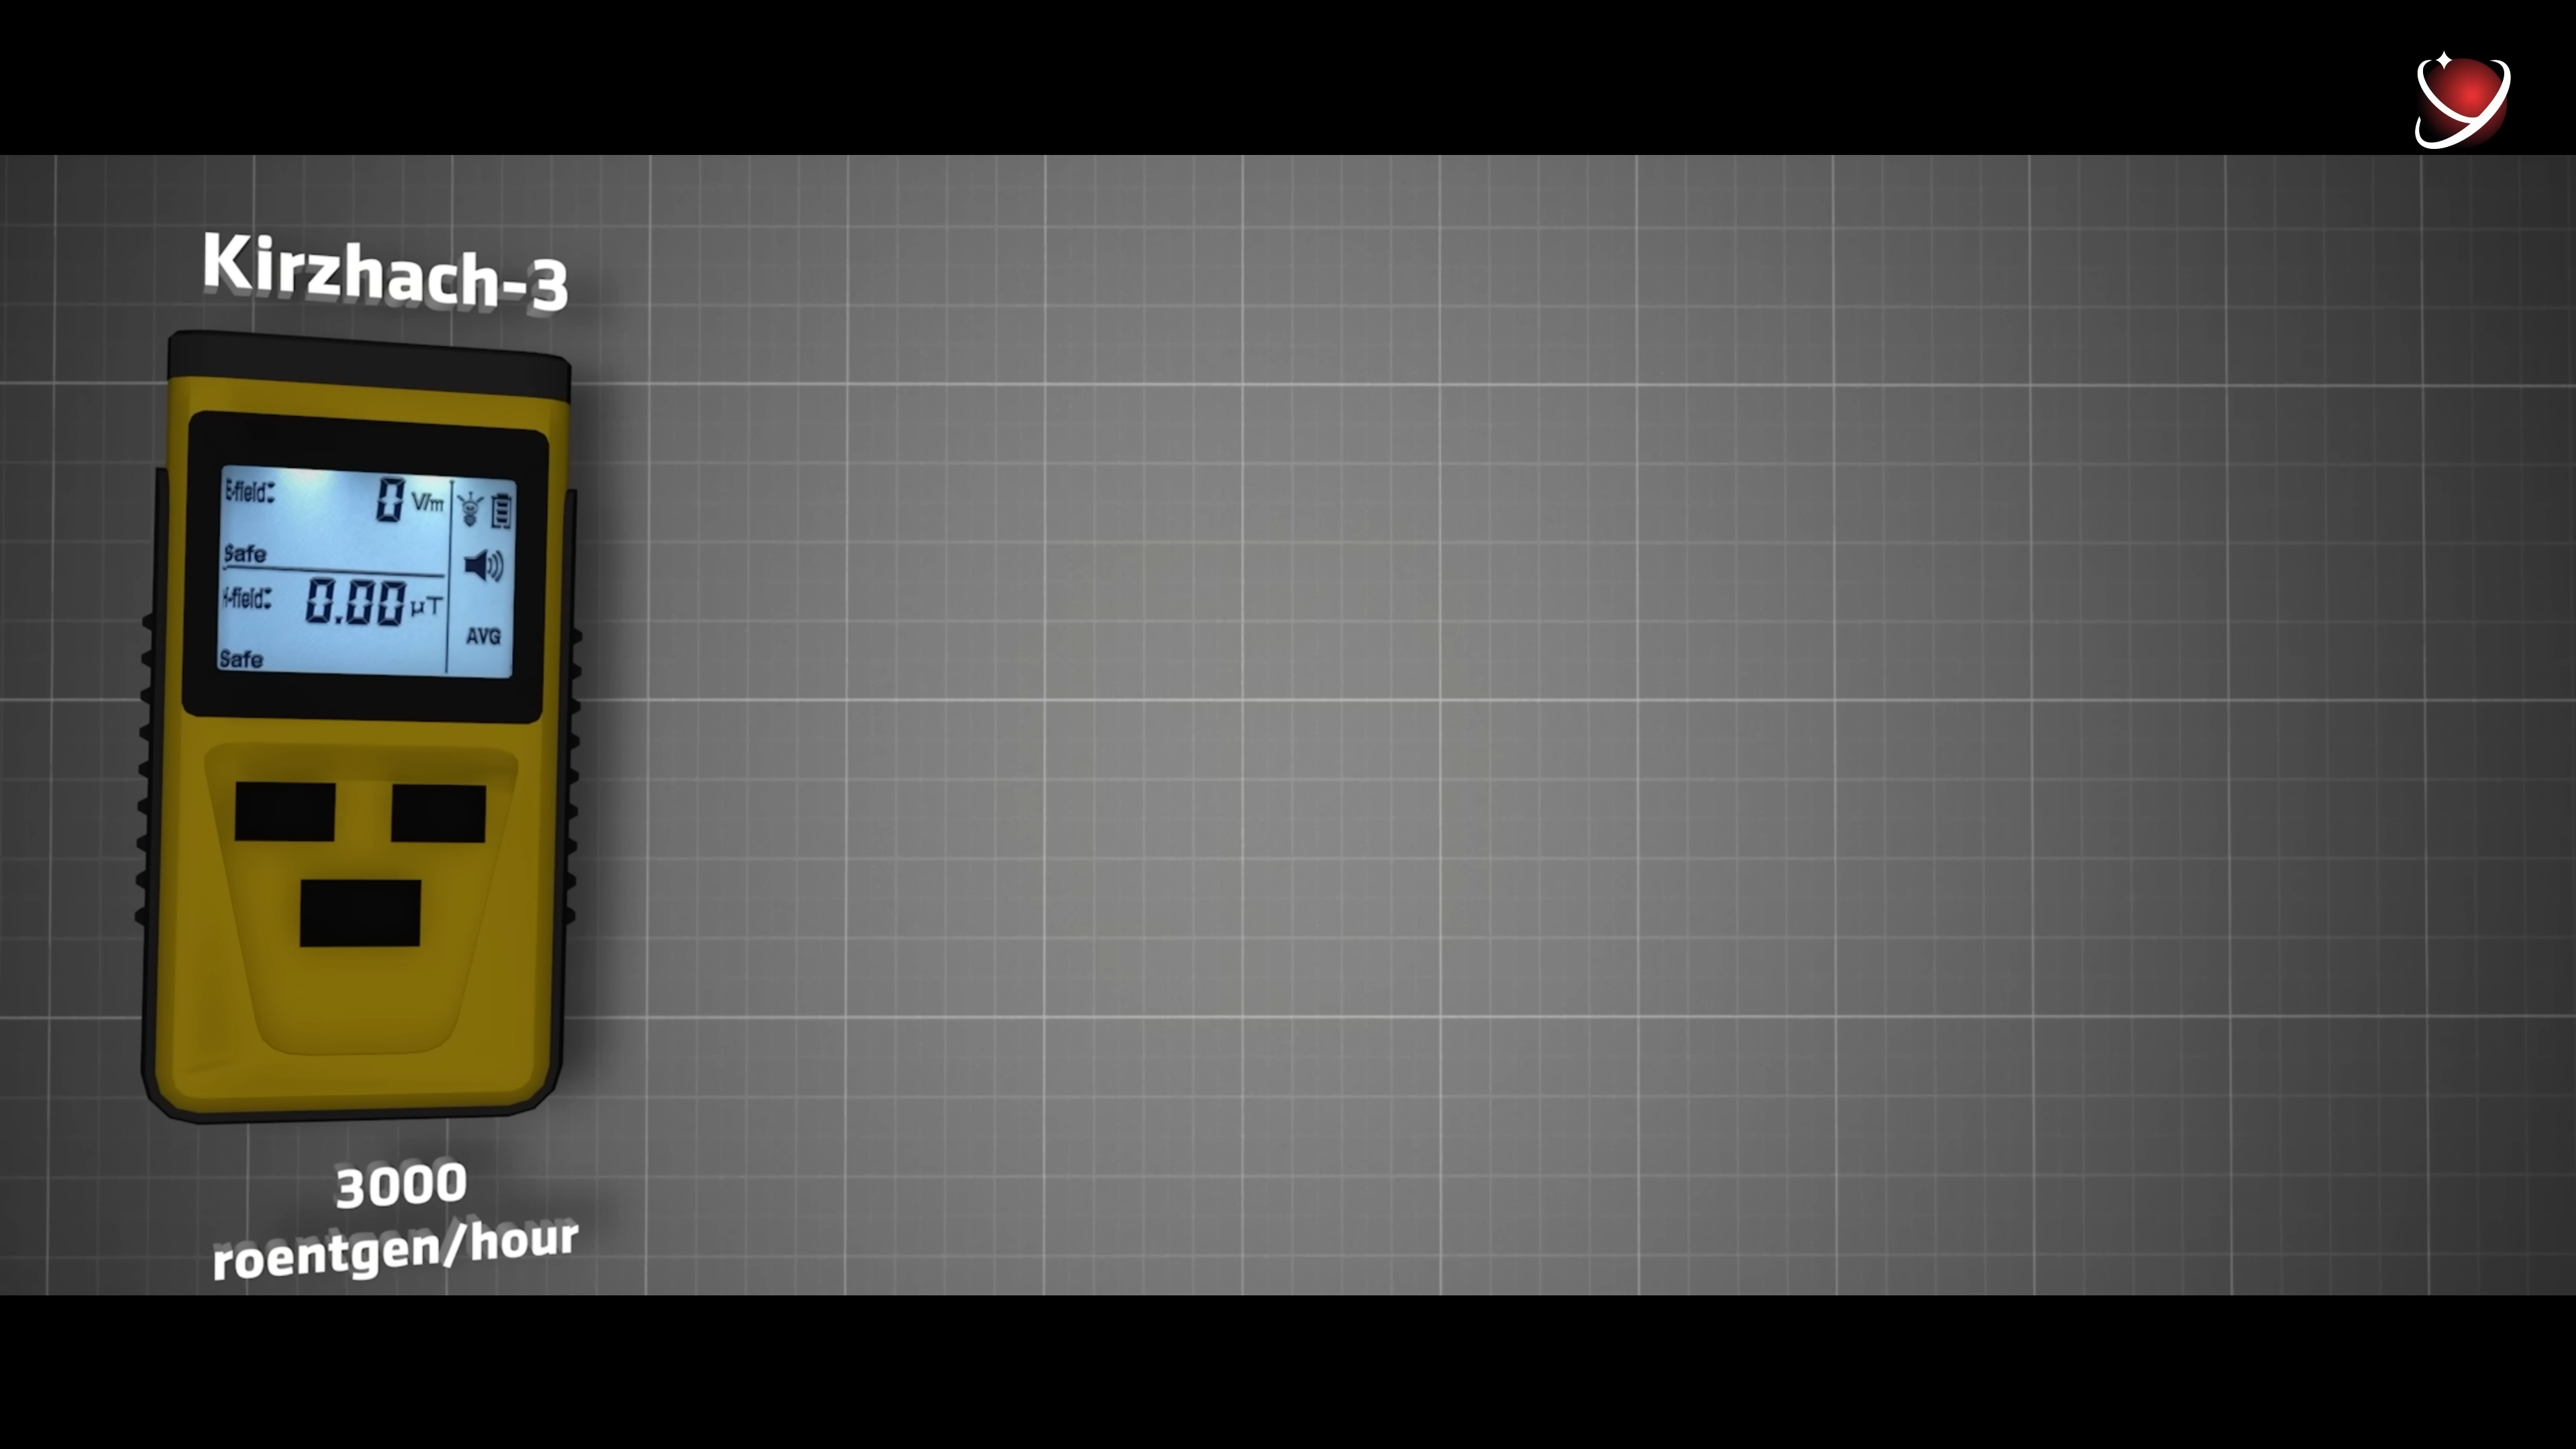 Kirzhach-3
E-field:
0 V/m
Safe
H-field:
0.00 µT
AVG
Safe
3000
roentgen/hour